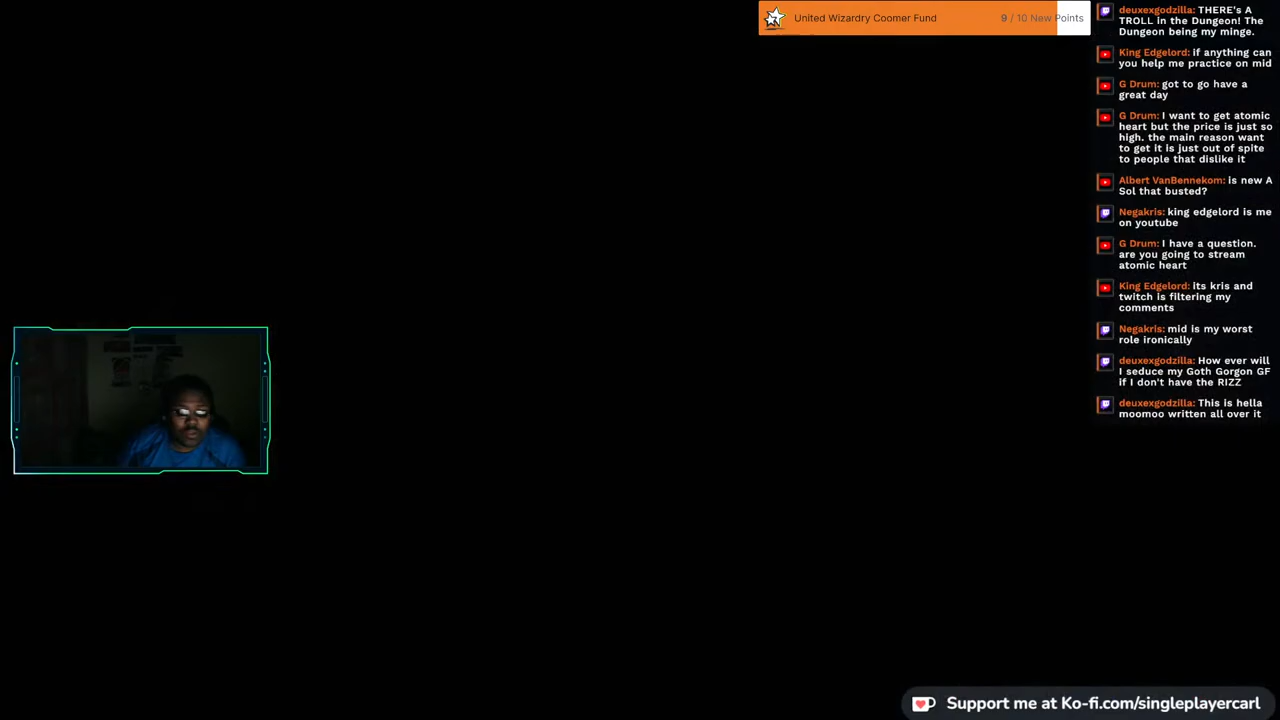 United Wizardry Coomer Fund
9 / 10 New Points
deuxexgodzilla: THERE's A
TROLL in the Dungeon! The
Dungeon being my minge.
King Edgelord: if anything can
you help me practice on mid
G Drum: got to go have a
great day
G Drum: I want to get atomic
heart but the price is just so
high. the main reason want
to get it is just out of spite
to people that dislike it
Albert VanBennekom: is new A
Sol that busted?
Negakris: king edgelord is me
on youtube
G Drum: I have a question.
are you going to stream
atomic heart
King Edgelord: its kris and
twitch is filtering my
comments
Negakris: mid is my worst
role ironically
deuxexgodzilla: How ever will
I seduce my Goth Gorgon GF
if I don't have the RIZZ
deuxexgodzilla: This is hella
moomoo written all over it
Support me at Ko-fi.com/singleplayercarl